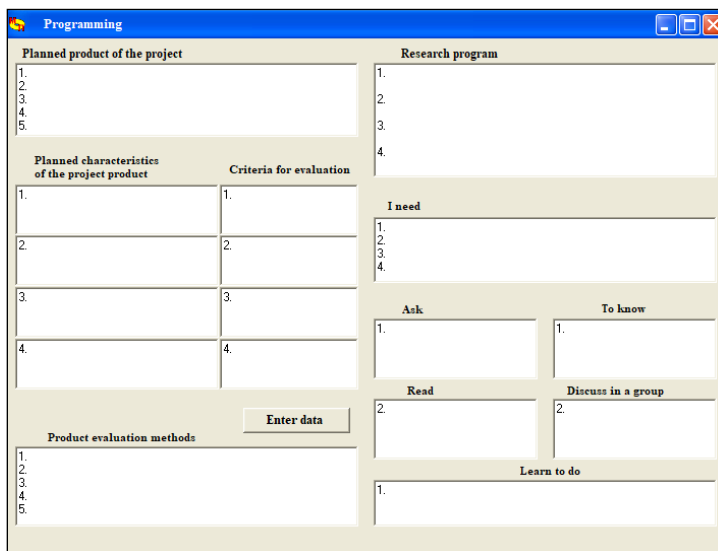 Programming
Planned product of the project
1.
2.
3.
4.
5.
Planned characteristics
of the project product
Criteria for evaluation
1.
1.
2.
2.
3.
3.
4.
4.
Enter data
Product evaluation methods
1.
2.
3.
4.
5.
Research program
1.
2.
3.
4.
I need
1.
2.
3.
4.
Ask
To know
1.
1.
Read
Discuss in a group
2.
2.
Learn to do
1.